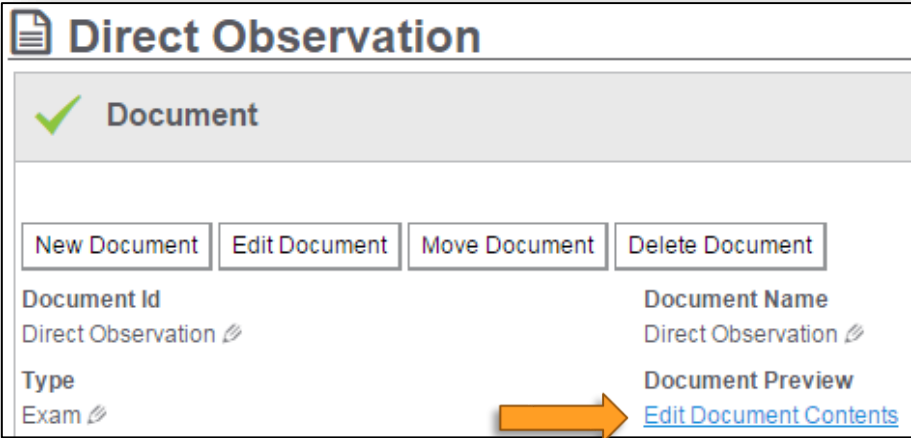 Direct Observation
Document
New Document Edit Document Move Document Delete Document
Document Id Document Name
Direct Observation Direct Observation
Type Document Preview
Exam Edit Document Contents